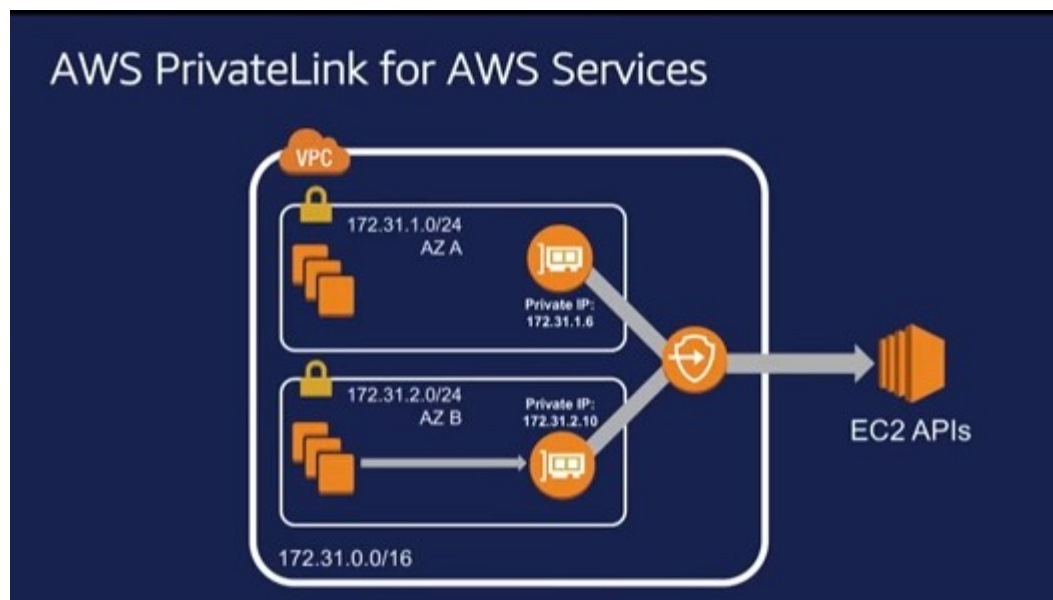 AWS PrivateLink for AWS Services
VPC
172.31.1.0/24
AZ A
Private IP:
172.31.1.6
172.31.2.0/24
AZ B
Private IP:
172.31.2.10
EC2 APIs
172.31.0.0/16